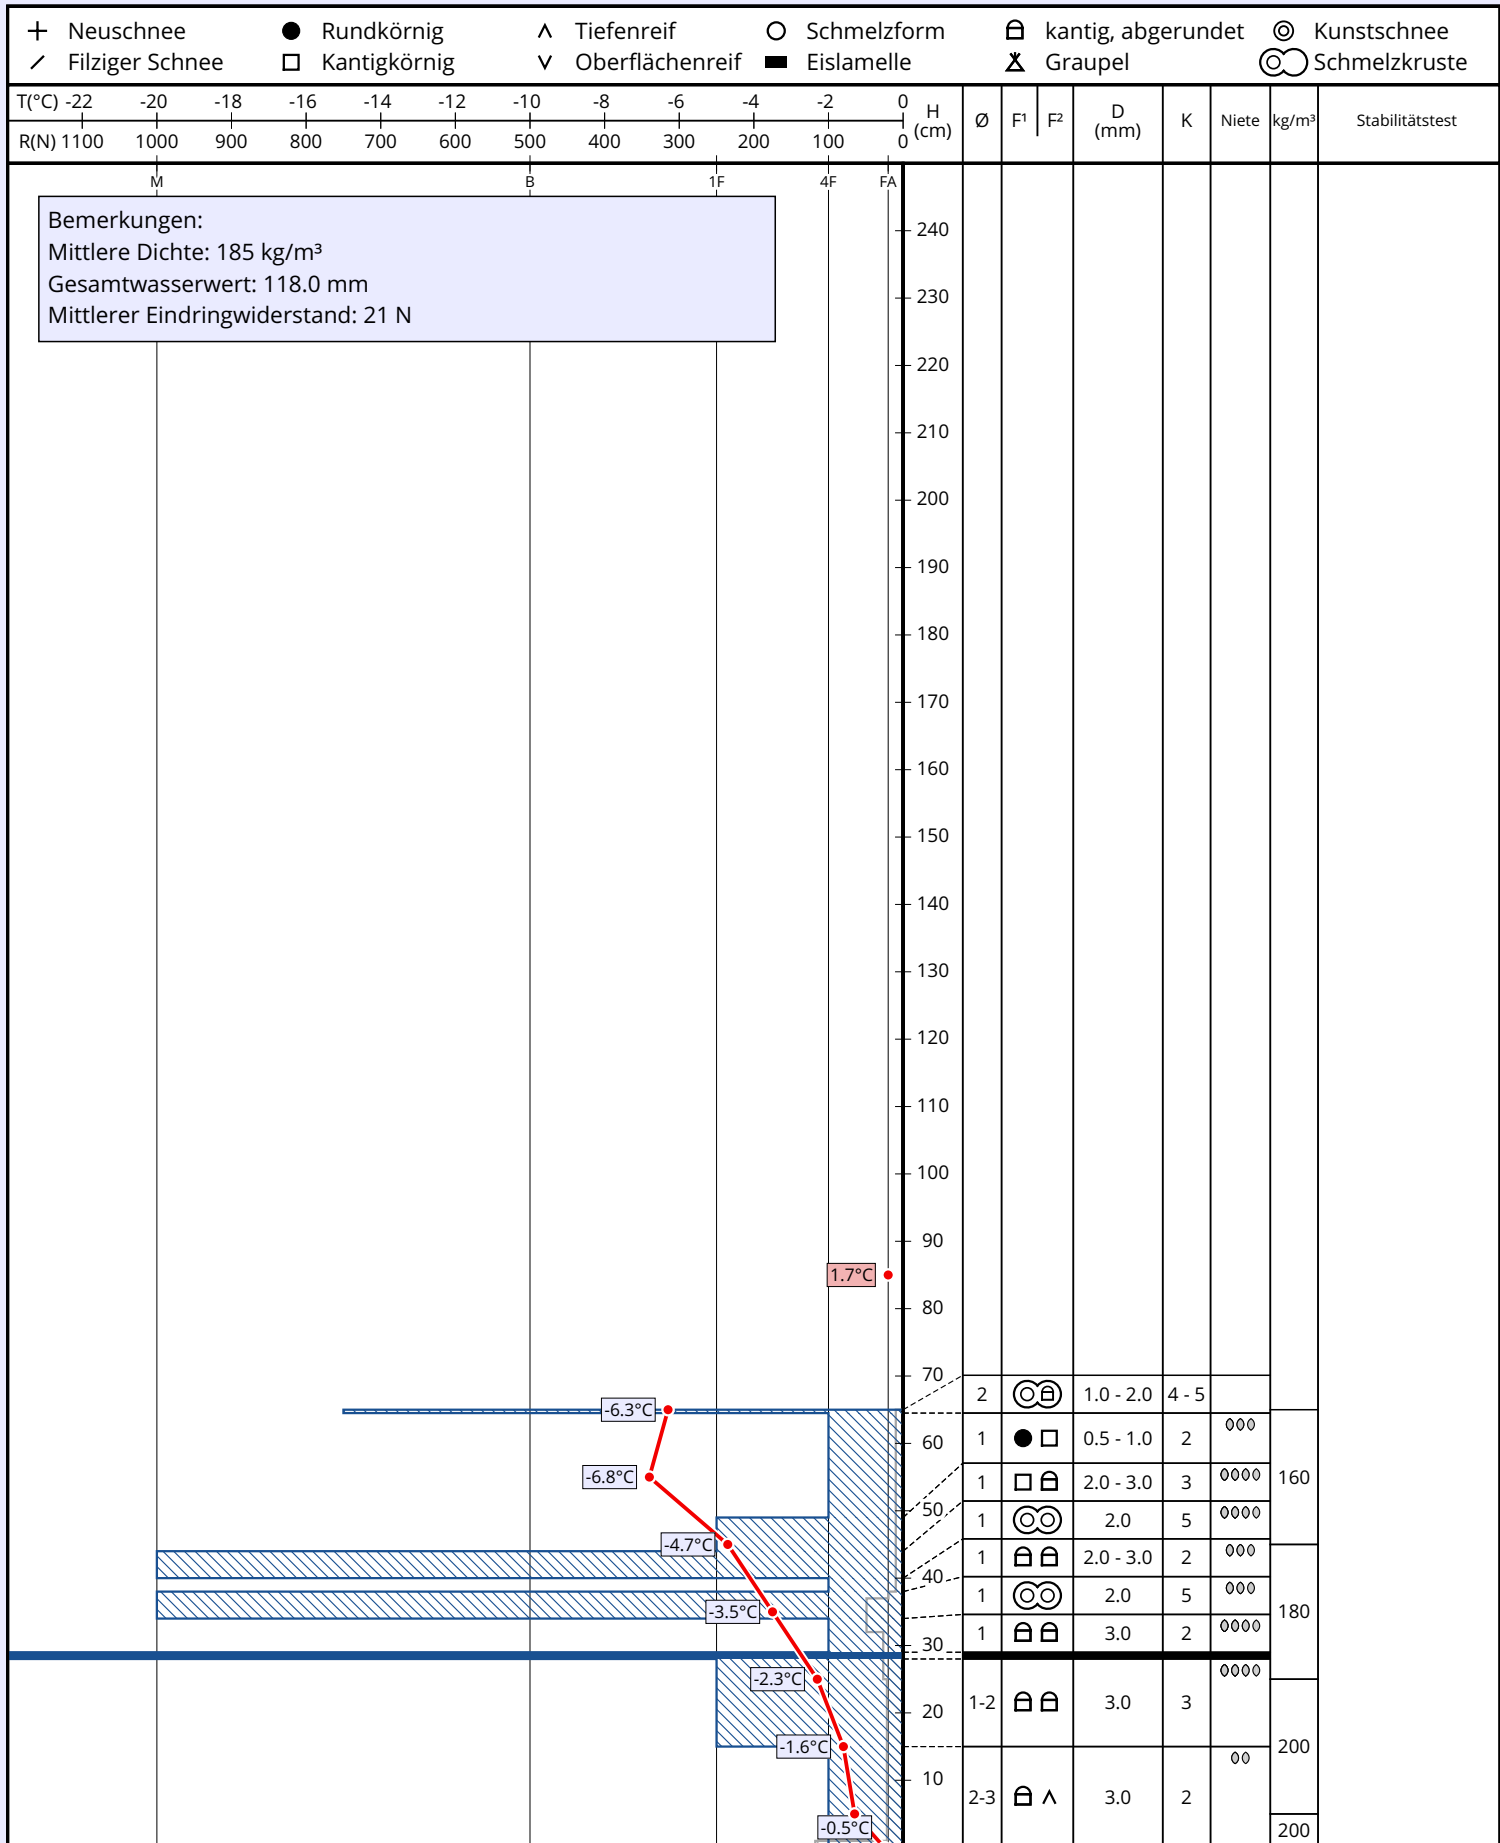 Neuschnee Rundkörnig Tiefenreif Schmelzform kantig, abgerundet Kunstschnee
Filziger Schnee Kantigkörnig Oberflächenreif Eislamelle Graupel Schmelzkruste
T(°C) -22 -20 -18 -16 -14 -12 -10 -8 -6 -4 -2 0
R(N) 1100 1000 900 800 700 600 500 400 300 200 100 0
H (cm) Ø F¹ F² D (mm) K Niete kg/m³ Stabilitätstest
M B 1F 4F FA
Bemerkungen:
Mittlere Dichte: 185 kg/m³
Gesamtwasserwert: 118.0 mm
Mittlerer Eindringwiderstand: 21 N
240
230
220
210
200
190
180
170
160
150
140
130
120
110
100
90
1.7°C
80
70
2 1.0 - 2.0 4 - 5
-6.3°C
60 1 0.5 - 1.0 2
-6.8°C 1 2.0 - 3.0 3 160
50 1 2.0 5
-4.7°C 1 2.0 - 3.0 2
40 1 2.0 5
-3.5°C 180
30 1 3.0 2
-2.3°C
20 1-2 3.0 3
-1.6°C 200
10 2-3 3.0 2
-0.5°C 200